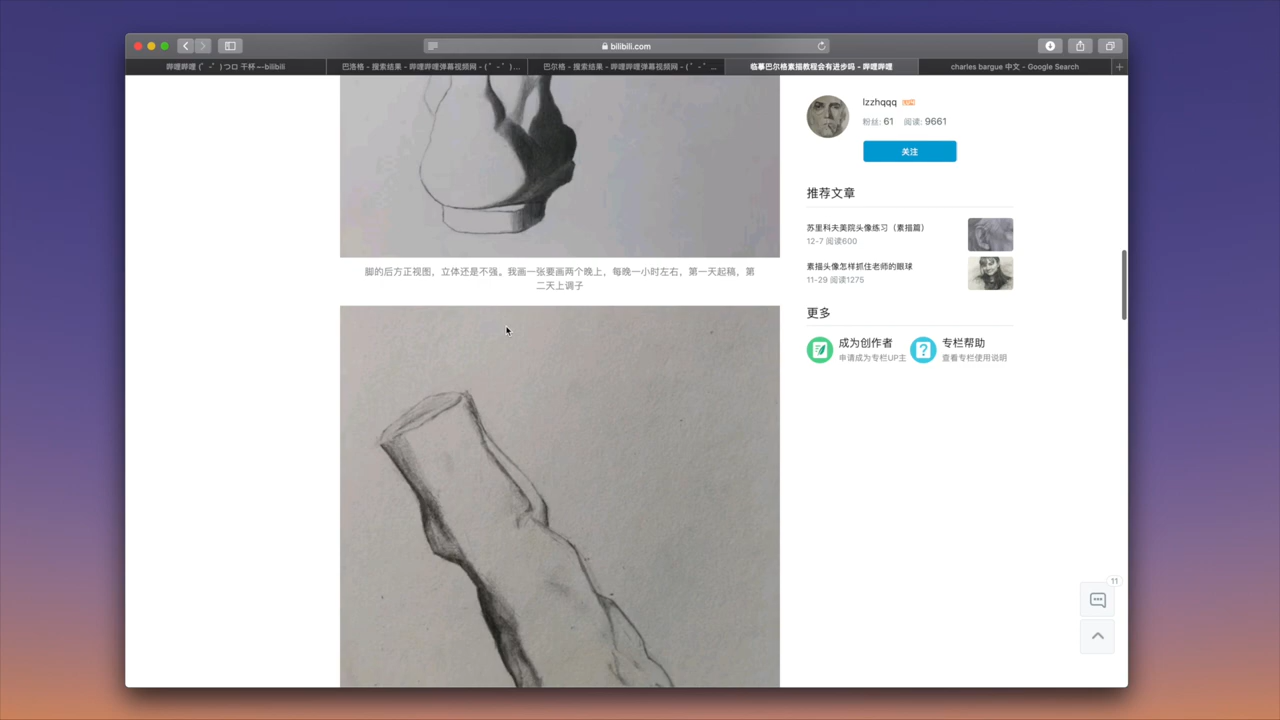 bilibili.com
哔哩哔哩 (゜-゜)つロ 干杯~-bilibili
巴洛格 - 搜索结果 - 哔哩哔哩弹幕视频网 - ( ゜- ゜)...
巴尔格 - 搜索结果 - 哔哩哔哩弹幕视频网 - ( ゜- ゜...
临摹巴尔格素描教程会有进步吗 - 哔哩哔哩
charles bargue 中文 - Google Search
lzzhqqq
粉丝: 61 阅读: 9661
关注
脚的后方正视图，立体还是不强。我画一张要画两个晚上，每晚一小时左右，第一天起稿，第
二天上调子
推荐文章
苏里科夫美院头像练习（素描篇）
12-7 阅读600
素描头像怎样抓住老师的眼球
11-29 阅读1275
更多
成为创作者
申请成为专栏UP主
专栏帮助
查看专栏使用说明
11